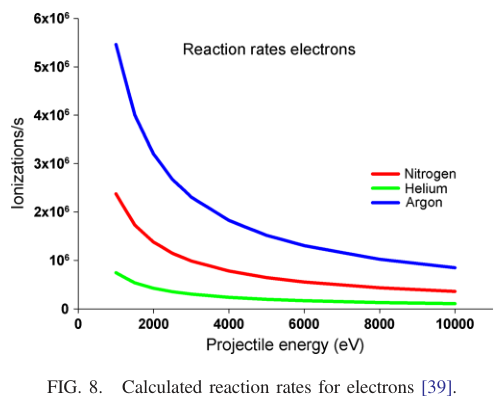 Reaction rates electrons
6x10⁶
5x10⁶
4x10⁶
3x10⁶
2x10⁶
1x10⁶
0
Ionizations/s
Nitrogen
Helium
Argon
0 2000 4000 6000 8000 10000
Projectile energy (eV)
FIG. 8. Calculated reaction rates for electrons [39].